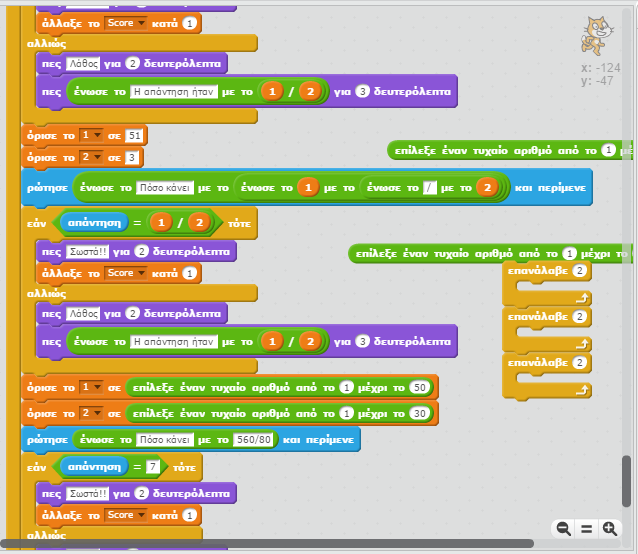 άλλαξε το Score κατά 1
αλλιώς
πες Λάθος για 2 δευτερόλεπτα
πες ένωσε το Η απάντηση ήταν με το 1 / 2 για 3 δευτερόλεπτα
όρισε το 1 σε 51
όρισε το 2 σε 3
ρώτησε ένωσε το Πόσο κάνει με το ένωσε το 1 με το ένωσε το / με το 2 και περίμενε
εάν απάντηση = 1 / 2 τότε
πες Σωστά!! για 2 δευτερόλεπτα
άλλαξε το Score κατά 1
αλλιώς
πες Λάθος για 2 δευτερόλεπτα
πες ένωσε το Η απάντηση ήταν με το 1 / 2 για 3 δευτερόλεπτα
όρισε το 1 σε επίλεξε έναν τυχαίο αριθμό από το 1 μέχρι το 50
όρισε το 2 σε επίλεξε έναν τυχαίο αριθμό από το 1 μέχρι το 30
ρώτησε ένωσε το Πόσο κάνει με το 560/80 και περίμενε
εάν απάντηση = 7 τότε
πες Σωστά!! για 2 δευτερόλεπτα
άλλαξε το Score κατά 1
αλλιώς
x: -124
y: -47
επίλεξε έναν τυχαίο αριθμό από το 1
επίλεξε έναν τυχαίο αριθμό από το 1 μέχρι το
επανάλαβε 2
επανάλαβε 2
επανάλαβε 2